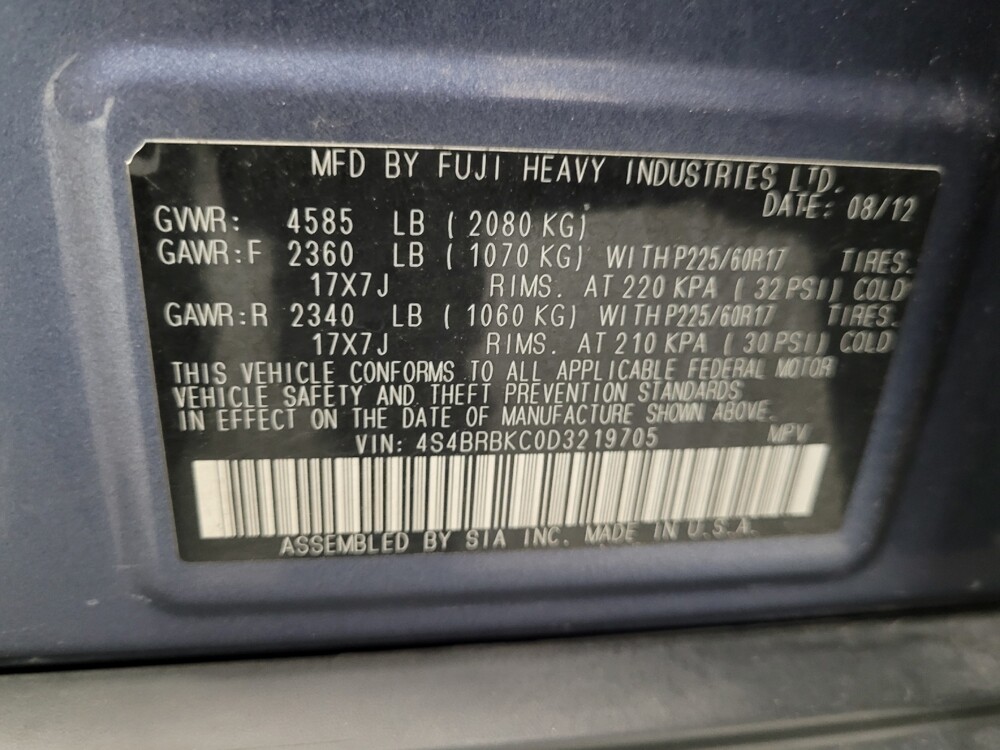 MFD BY FUJI HEAVY INDUSTRIES LTD.
DATE: 08/12
GVWR: 4585 LB ( 2080 KG)
GAWR:F 2360 LB ( 1070 KG) WITH P225/60R17 TIRES.
17X7J RIMS. AT 220 KPA ( 32 PSI) COLD
GAWR:R 2340 LB ( 1060 KG) WITH P225/60R17 TIRES.
17X7J RIMS. AT 210 KPA ( 30 PSI) COLD
THIS VEHICLE CONFORMS TO ALL APPLICABLE FEDERAL MOTOR
VEHICLE SAFETY AND THEFT PREVENTION STANDARDS
IN EFFECT ON THE DATE OF MANUFACTURE SHOWN ABOVE.
VIN: 4S4BRBKC0D3219705 MPV
ASSEMBLED BY SIA INC. MADE IN U.S.A.